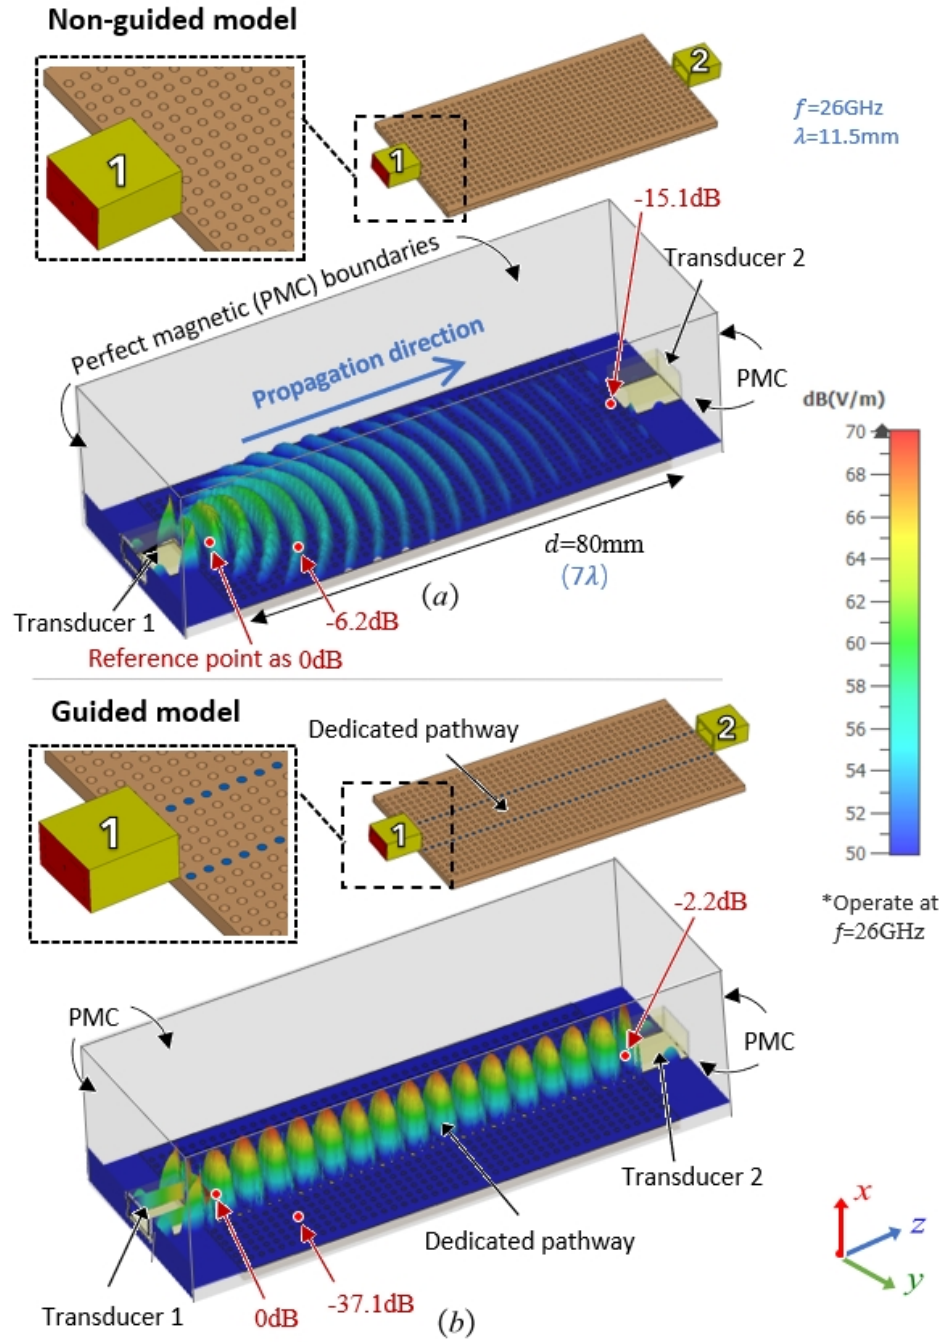 Non-guided model
1
1
2
f=26GHz
λ=11.5mm
-15.1dB
Transducer 2
Perfect magnetic (PMC) boundaries
Propagation direction
PMC
dB(V/m)
70
68
66
64
62
60
58
56
54
52
50
d=80mm
(7λ)
(a)
Transducer 1
-6.2dB
Reference point as 0dB
Guided model
Dedicated pathway
1
1
2
*Operate at
f=26GHz
-2.2dB
PMC
PMC
Transducer 2
Dedicated pathway
Transducer 1
0dB
-37.1dB
(b)
x
z
y